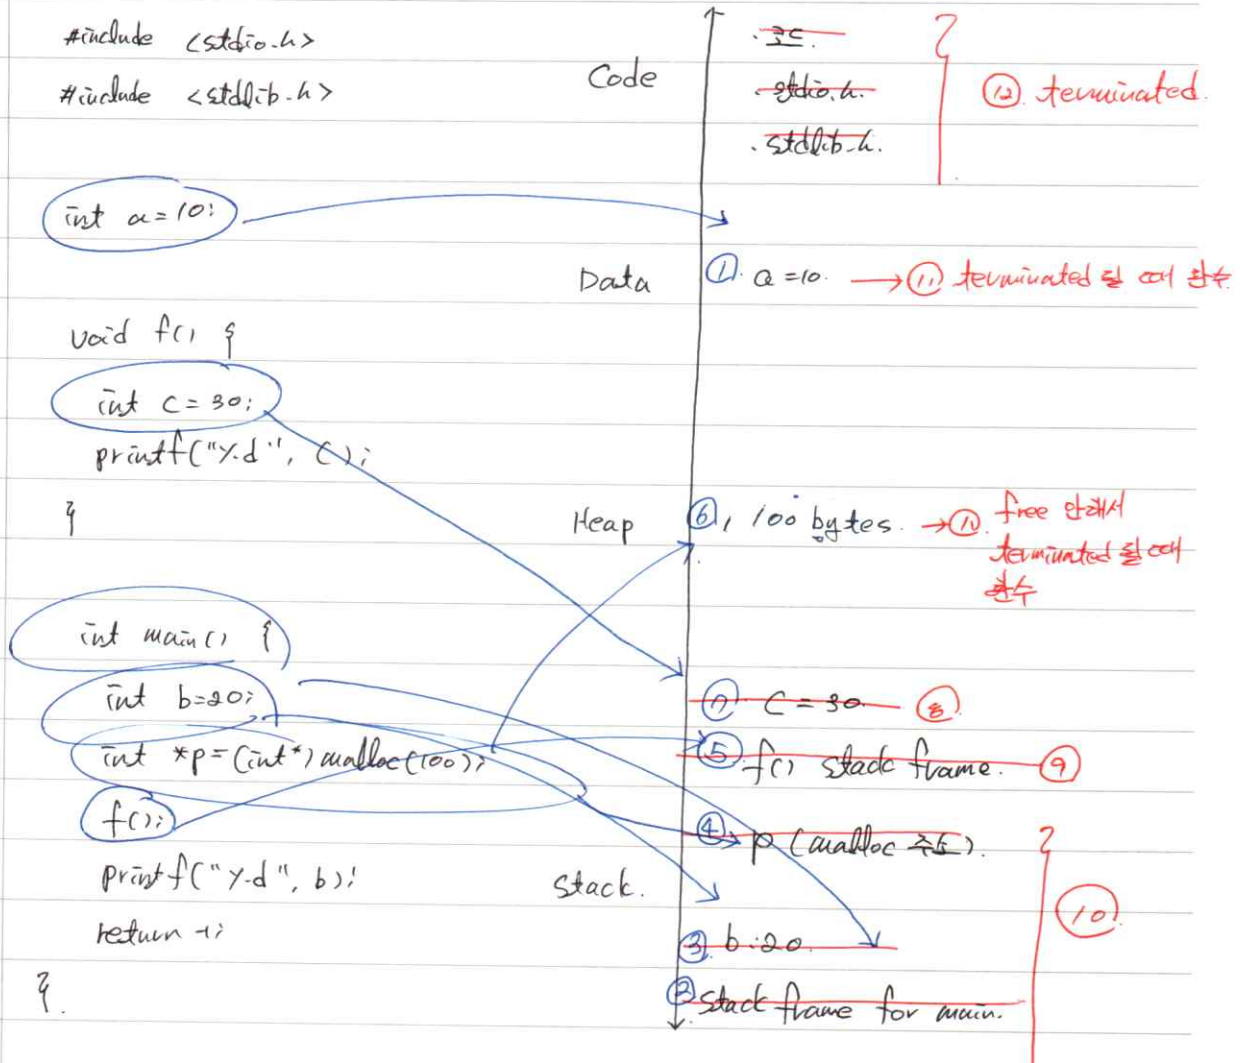 #include <stdio.h>
#include <stdlib.h>
int a=10;
void f() {
int c=30;
printf("%d", c);
}
int main() {
int b=20;
int *p=(int*)malloc(100);
f();
printf("%d", b);
return -1;
}
Code
· 코드.
· stdio.h.
· stdlib.h.
⑫ terminated.
Data
① a=10. → ⑪ terminated 될 때 환수
Heap
⑥, 100 bytes. →
free 안해서
terminated 될 때
환수
⑦ c=30 ⑧
⑤ f() stack frame. ⑨
④ p (malloc 주소).
Stack.
⑩
③ b:20
② stack frame for main.